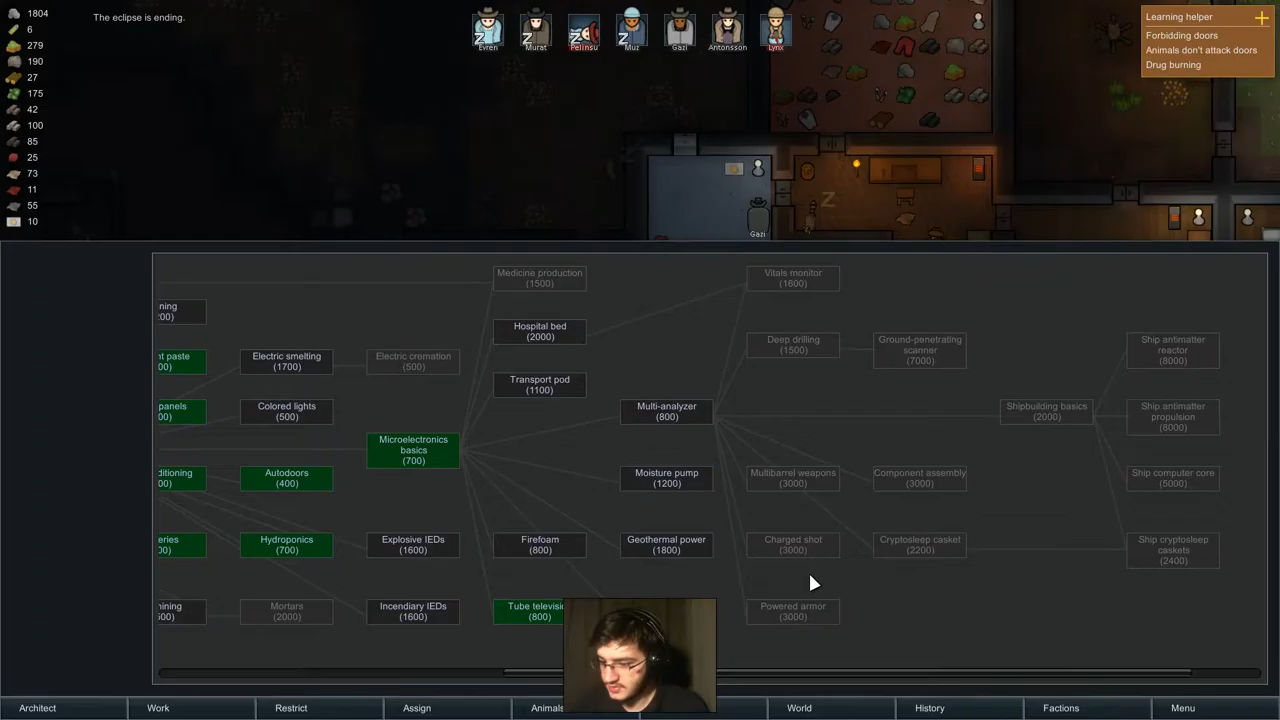 1804
6
279
190
27
175
42
100
85
25
73
11
55
10
The eclipse is ending.
Evren
Murat
Pelinsu
Muz
Gazi
Antonsson
Lynx
Learning helper
Forbidding doors
Animals don't attack doors
Drug burning
Z
Gazi
Medicine production
(1500)
Vitals monitor
(1600)
Hospital bed
(2000)
Deep drilling
(1500)
Ground-penetrating
scanner
(7000)
Ship antimatter
reactor
(8000)
Electric smelting
(1700)
Electric cremation
(500)
Transport pod
(1100)
Colored lights
(500)
Multi-analyzer
(800)
Shipbuilding basics
(2000)
Ship antimatter
propulsion
(8000)
Microelectronics
basics
(700)
Autodoors
(400)
Moisture pump
(1200)
Multibarrel weapons
(3000)
Component assembly
(3000)
Ship computer core
(5000)
Hydroponics
(700)
Explosive IEDs
(1600)
Firefoam
(800)
Geothermal power
(1800)
Charged shot
(3000)
Cryptosleep casket
(2200)
Ship cryptosleep
caskets
(2400)
Mortars
(2000)
Incendiary IEDs
(1600)
Tube televisi
(800)
Powered armor
(3000)
Architect
Work
Restrict
Assign
Animals
World
History
Factions
Menu